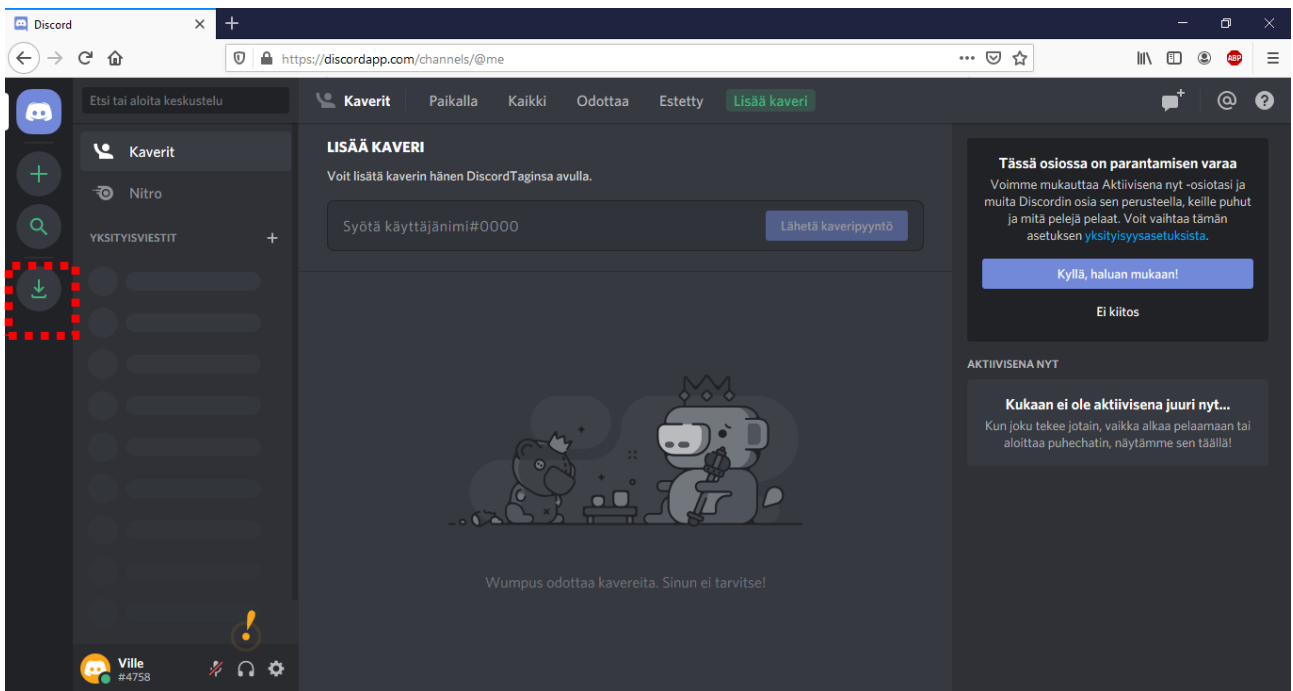 Discord
https://discordapp.com/channels/@me
ABP
Etsi tai aloita keskustelu
Kaverit
Paikalla
Kaikki
Odottaa
Estetty
Lisää kaveri
Kaverit
Nitro
YKSITYISVIESTIT
LISÄÄ KAVERI
Voit lisätä kaverin hänen DiscordTaginsa avulla.
Syötä käyttäjänimi#0000
Lähetä kaveripyyntö
Wumpus odottaa kavereita. Sinun ei tarvitse!
Tässä osiossa on parantamisen varaa
Voimme mukauttaa Aktiivisena nyt -osiotasi ja
muita Discordin osia sen perusteella, keille puhut
ja mitä pelejä pelaat. Voit vaihtaa tämän
asetuksen yksityisyysasetuksista.
Kyllä, haluan mukaan!
Ei kiitos
AKTIIVISENA NYT
Kukaan ei ole aktiivisena juuri nyt...
Kun joku tekee jotain, vaikka alkaa pelaamaan tai
aloittaa puhechatin, näytämme sen täällä!
Ville
#4758